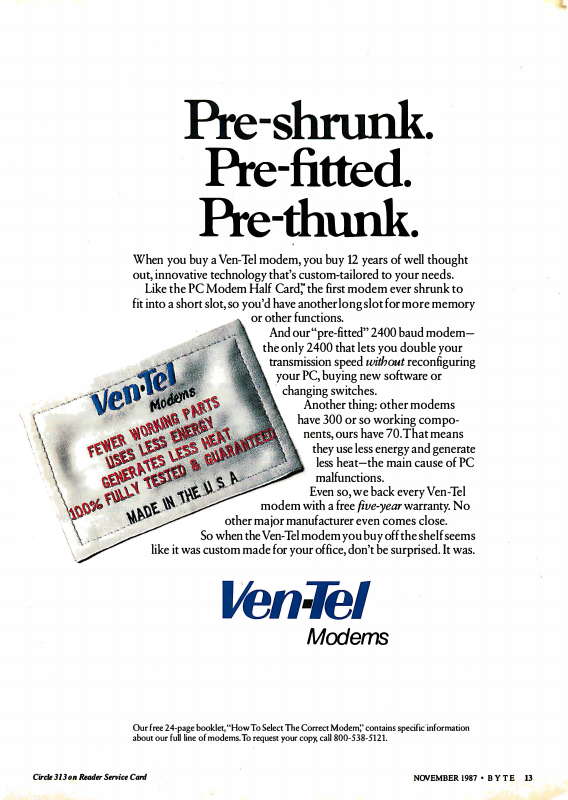 Pre-shrunk.
Pre-fitted.
Pre-thunk.
When you buy a Ven-Tel modem, you buy 12 years of well thought
out, innovative technology that's custom-tailored to your needs.
Like the PC Modem Half Card,™ the first modem ever shrunk to
fit into a short slot, so you'd have another long slot for more memory
or other functions.
And our "pre-fitted" 2400 baud modem—
the only 2400 that lets you double your
transmission speed without reconfiguring
your PC, buying new software or
changing switches.
Another thing: other modems
have 300 or so working compo-
nents, ours have 70. That means
they use less energy and generate
less heat—the main cause of PC
malfunctions.
Even so, we back every Ven-Tel
modem with a free five-year warranty. No
other major manufacturer even comes close.
So when the Ven-Tel modem you buy off the shelf seems
like it was custom made for your office, don't be surprised. It was.
Ven-Tel
Modems
FEWER WORKING PARTS
USES LESS ENERGY
GENERATES LESS HEAT
100% FULLY TESTED & GUARANTEED
MADE IN THE U S A
Ven-Tel
Modems
Our free 24-page booklet, "How To Select The Correct Modem," contains specific information
about our full line of modems. To request your copy, call 800-538-5121.
Circle 313 on Reader Service Card
NOVEMBER 1987 • B Y T E 13